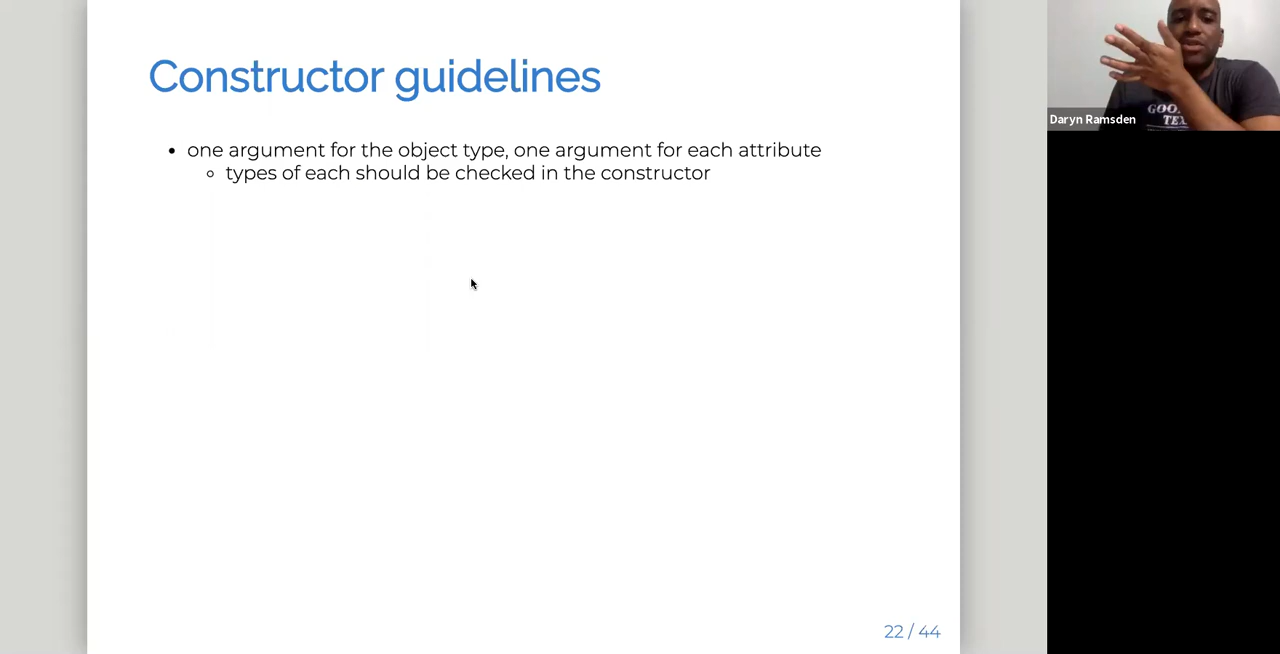 Constructor guidelines
one argument for the object type, one argument for each attribute
types of each should be checked in the constructor
22 / 44
Daryn Ramsden